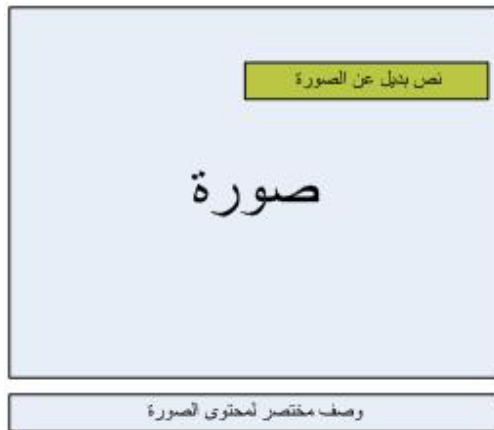 نص بديل عن الصورة
صورة
وصف مختصر لمحتوى الصورة